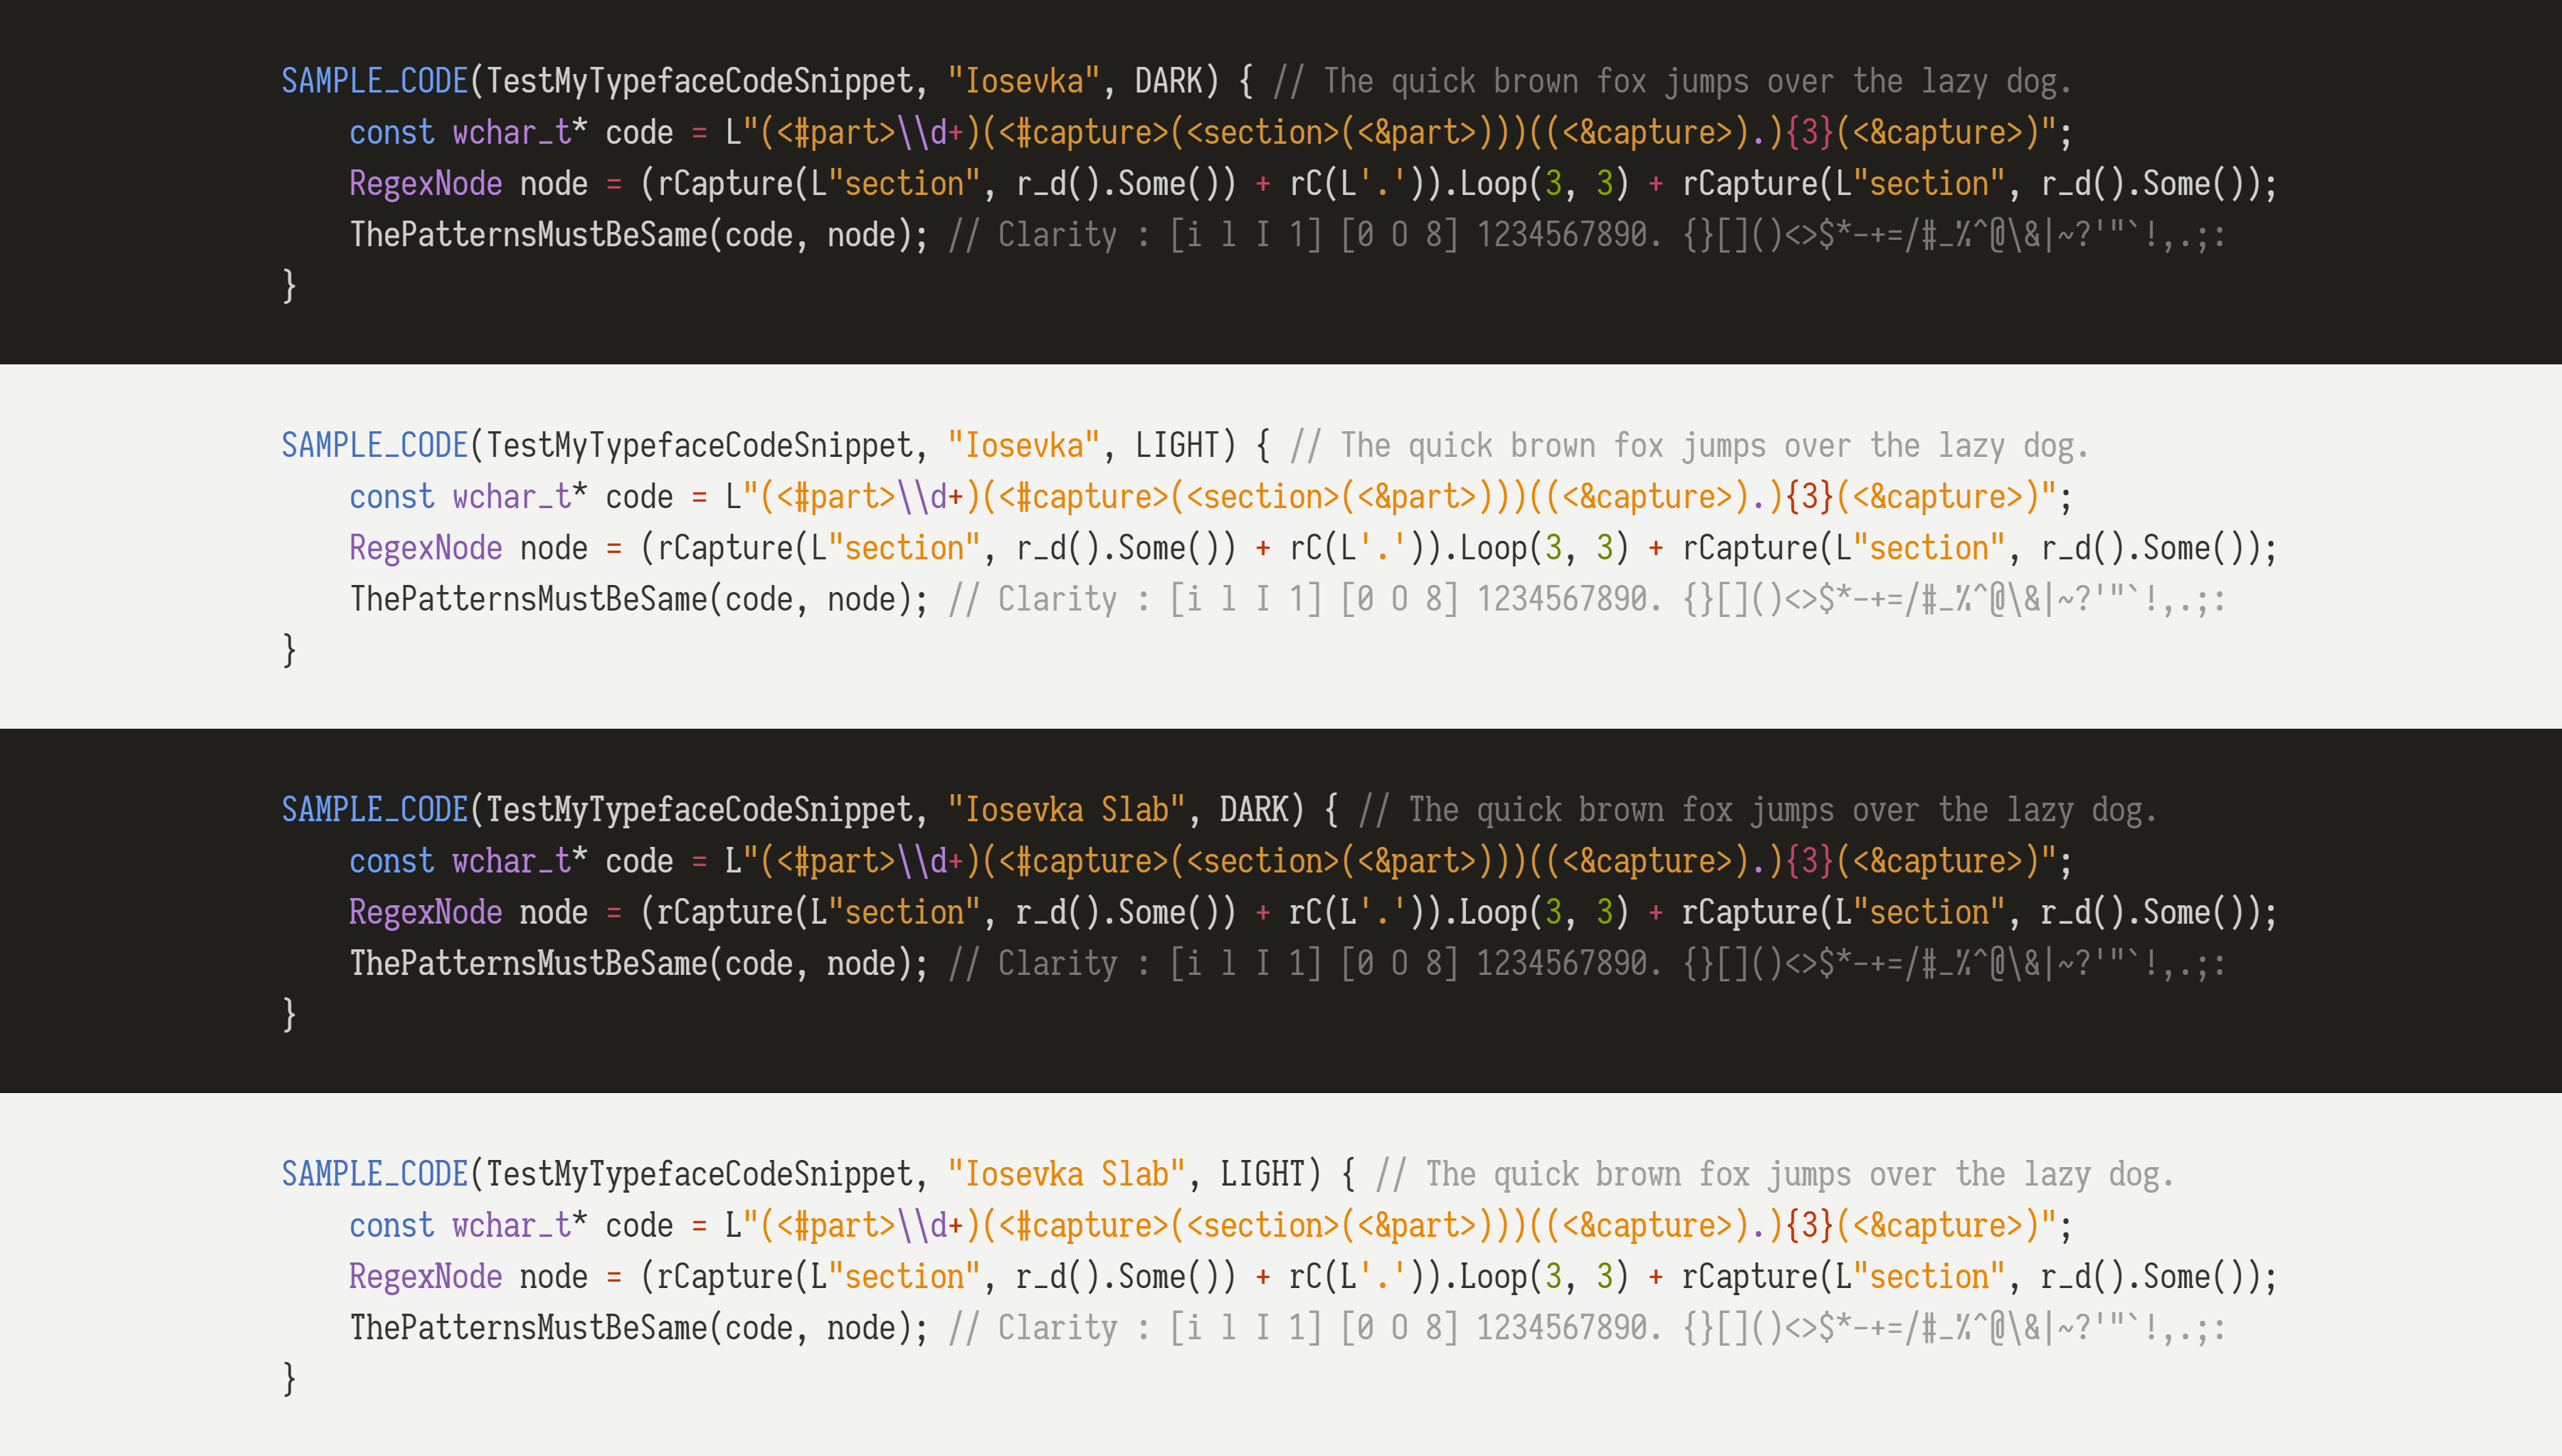 SAMPLE_CODE(TestMyTypefaceCodeSnippet, "Iosevka", DARK) { // The quick brown fox jumps over the lazy dog.
    const wchar_t* code = L"(<#part>\\d+)(<#capture>(<section>(<&part>)))((<&capture>).){3}(<&capture>)";
    RegexNode node = (rCapture(L"section", r_d().Some()) + rC(L'.')).Loop(3, 3) + rCapture(L"section", r_d().Some());
    ThePatternsMustBeSame(code, node); // Clarity : [i l I 1] [0 O 8] 1234567890. {}[]()<>$*-+=/#_%^@\&|~?'"`!,.;:
}
SAMPLE_CODE(TestMyTypefaceCodeSnippet, "Iosevka", LIGHT) { // The quick brown fox jumps over the lazy dog.
    const wchar_t* code = L"(<#part>\\d+)(<#capture>(<section>(<&part>)))((<&capture>).){3}(<&capture>)";
    RegexNode node = (rCapture(L"section", r_d().Some()) + rC(L'.')).Loop(3, 3) + rCapture(L"section", r_d().Some());
    ThePatternsMustBeSame(code, node); // Clarity : [i l I 1] [0 O 8] 1234567890. {}[]()<>$*-+=/#_%^@\&|~?'"`!,.;:
}
SAMPLE_CODE(TestMyTypefaceCodeSnippet, "Iosevka Slab", DARK) { // The quick brown fox jumps over the lazy dog.
    const wchar_t* code = L"(<#part>\\d+)(<#capture>(<section>(<&part>)))((<&capture>).){3}(<&capture>)";
    RegexNode node = (rCapture(L"section", r_d().Some()) + rC(L'.')).Loop(3, 3) + rCapture(L"section", r_d().Some());
    ThePatternsMustBeSame(code, node); // Clarity : [i l I 1] [0 O 8] 1234567890. {}[]()<>$*-+=/#_%^@\&|~?'"`!,.;:
}
SAMPLE_CODE(TestMyTypefaceCodeSnippet, "Iosevka Slab", LIGHT) { // The quick brown fox jumps over the lazy dog.
    const wchar_t* code = L"(<#part>\\d+)(<#capture>(<section>(<&part>)))((<&capture>).){3}(<&capture>)";
    RegexNode node = (rCapture(L"section", r_d().Some()) + rC(L'.')).Loop(3, 3) + rCapture(L"section", r_d().Some());
    ThePatternsMustBeSame(code, node); // Clarity : [i l I 1] [0 O 8] 1234567890. {}[]()<>$*-+=/#_%^@\&|~?'"`!,.;:
}